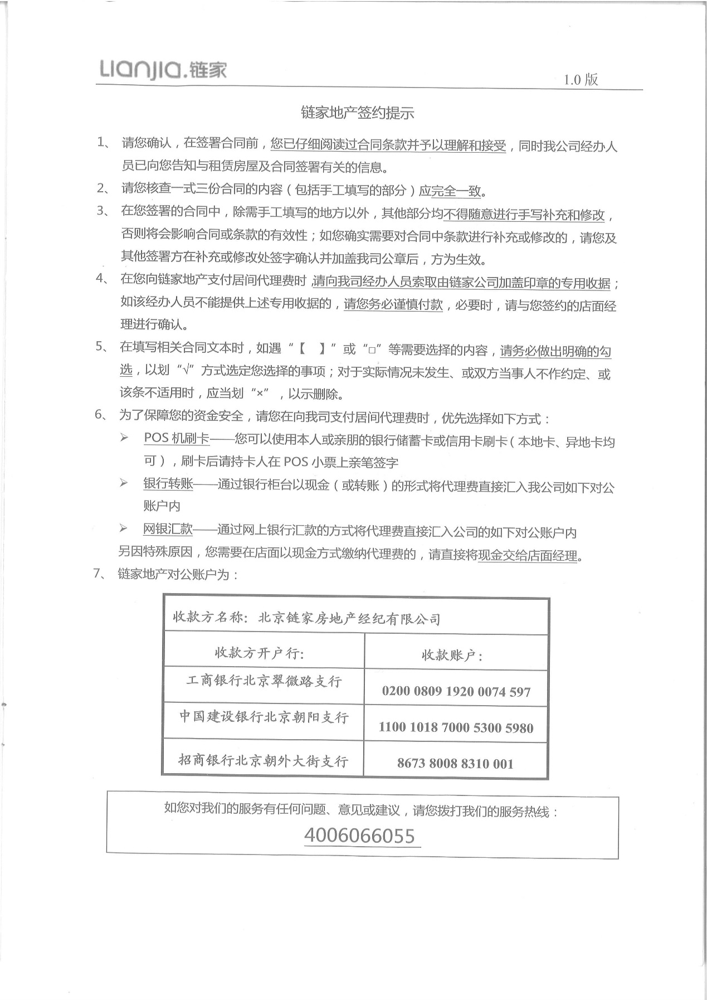 Lianjia.链家
1.0 版
链家地产签约提示
1、 请您确认，在签署合同前，您已仔细阅读过合同条款并予以理解和接受，同时我公司经办人
员已向您告知与租赁房屋及合同签署有关的信息。
2、 请您核查一式三份合同的内容（包括手工填写的部分）应完全一致。
3、 在您签署的合同中，除需手工填写的地方以外，其他部分均不得随意进行手写补充和修改，
否则将会影响合同或条款的有效性；如您确实需要对合同中条款进行补充或修改的，请您及
其他签署方在补充或修改处签字确认并加盖我司公章后，方为生效。
4、 在您向链家地产支付居间代理费时，请向我司经办人员索取由链家公司加盖印章的专用收据；
如该经办人员不能提供上述专用收据的，请您务必谨慎付款，必要时，请与您签约的店面经
理进行确认。
5、 在填写相关合同文本时，如遇“【 】”或“□”等需要选择的内容，请务必做出明确的勾
选，以划“√”方式选定您选择的事项；对于实际情况未发生、或双方当事人不作约定、或
该条不适用时，应当划“×”，以示删除。
6、 为了保障您的资金安全，请您在向我司支付居间代理费时，优先选择如下方式：
➢ POS 机刷卡——您可以使用本人或亲朋的银行储蓄卡或信用卡刷卡（本地卡、异地卡均
可），刷卡后请持卡人在 POS 小票上亲笔签字
➢ 银行转账——通过银行柜台以现金（或转账）的形式将代理费直接汇入我公司如下对公
账户内
➢ 网银汇款——通过网上银行汇款的方式将代理费直接汇入公司的如下对公账户内
另因特殊原因，您需要在店面以现金方式缴纳代理费的，请直接将现金交给店面经理。
7、 链家地产对公账户为：
收款方名称: 北京链家房地产经纪有限公司
收款方开户行: 收款账户:
工商银行北京翠微路支行 0200 0809 1920 0074 597
中国建设银行北京朝阳支行 1100 1018 7000 5300 5980
招商银行北京朝外大街支行 8673 8008 8310 001
如您对我们的服务有任何问题、意见或建议，请您拨打我们的服务热线：
4006066055